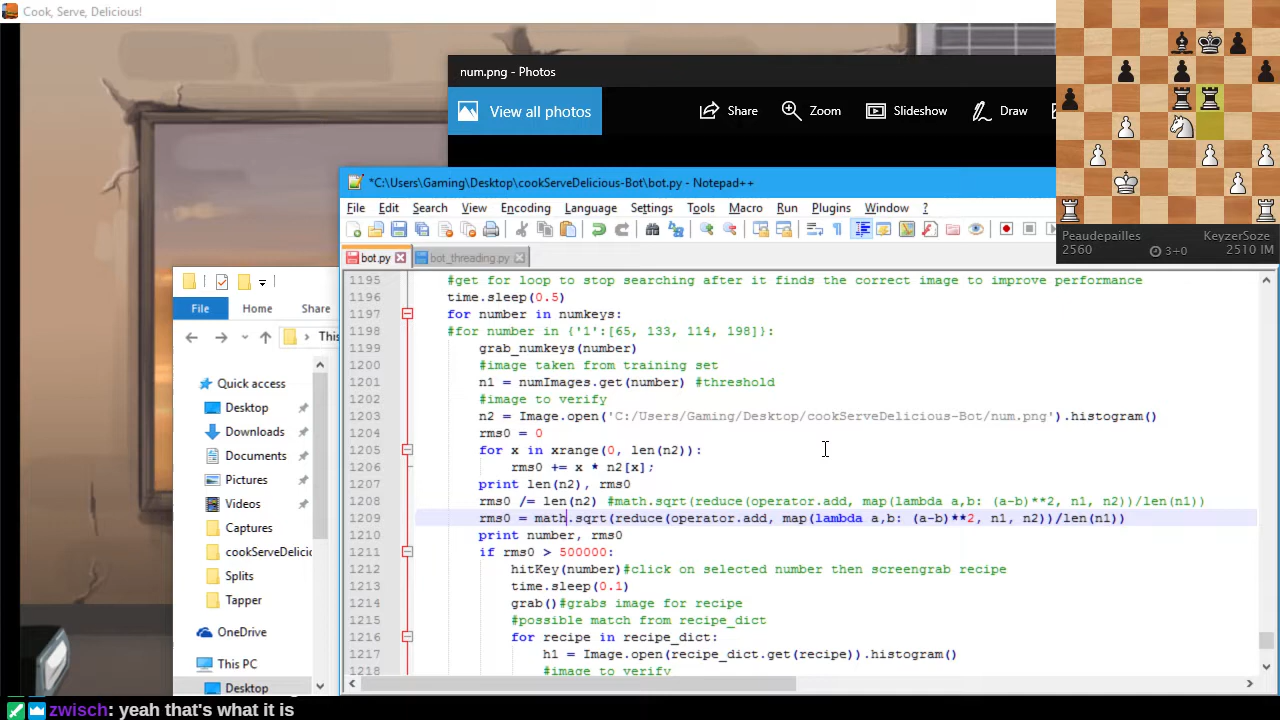 Cook, Serve, Delicious!
num.png - Photos
View all photos
Share
Zoom
Slideshow
Draw
Peaudepailles
KeyzerSoze
2560
3+0
2510 IM
*C:\Users\Gaming\Desktop\cookServeDelicious-Bot\bot.py - Notepad++
File Edit Search View Encoding Language Settings Tools Macro Run Plugins Window ?
bot.py
bot_threading.py
File
Home
Share
This
Quick access
Desktop
Downloads
Documents
Pictures
Videos
Captures
cookServeDelicio
Splits
Tapper
OneDrive
This PC
Desktop
1195 #get for loop to stop searching after it finds the correct image to improve performance
1196 time.sleep(0.5)
1197 for number in numkeys:
1198 #for number in {'1':[65, 133, 114, 198]}:
1199 grab_numkeys(number)
1200 #image taken from training set
1201 n1 = numImages.get(number) #threshold
1202 #image to verify
1203 n2 = Image.open('C:/Users/Gaming/Desktop/cookServeDelicious-Bot/num.png').histogram()
1204 rms0 = 0
1205 for x in xrange(0, len(n2)):
1206 rms0 += x * n2[x];
1207 print len(n2), rms0
1208 rms0 /= len(n2) #math.sqrt(reduce(operator.add, map(lambda a,b: (a-b)**2, n1, n2))/len(n1))
1209 rms0 = math.sqrt(reduce(operator.add, map(lambda a,b: (a-b)**2, n1, n2))/len(n1))
1210 print number, rms0
1211 if rms0 > 500000:
1212 hitKey(number)#click on selected number then screengrab recipe
1213 time.sleep(0.1)
1214 grab()#grabs image for recipe
1215 #possible match from recipe_dict
1216 for recipe in recipe_dict:
1217 h1 = Image.open(recipe_dict.get(recipe)).histogram()
1218 #image to verify
zwisch: yeah that's what it is